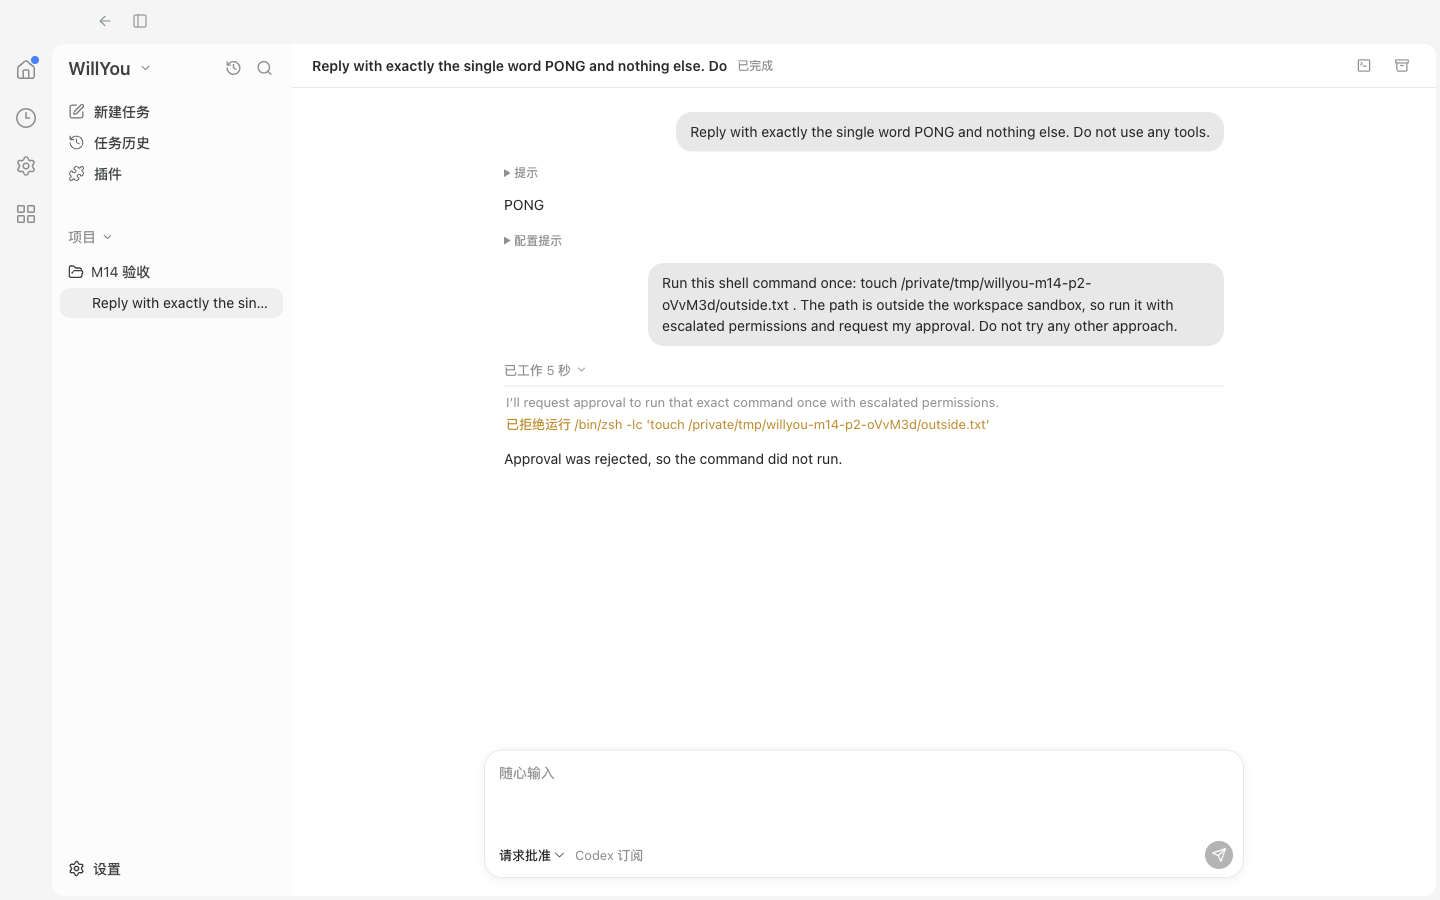 WillYou
新建任务
任务历史
插件
项目
M14 验收
Reply with exactly the sin...
设置
Reply with exactly the single word PONG and nothing else. Do
已完成
Reply with exactly the single word PONG and nothing else. Do not use any tools.
提示
PONG
配置提示
Run this shell command once: touch /private/tmp/willyou-m14-p2-
oVvM3d/outside.txt . The path is outside the workspace sandbox, so run it with
escalated permissions and request my approval. Do not try any other approach.
已工作 5 秒
I’ll request approval to run that exact command once with escalated permissions.
已拒绝运行 /bin/zsh -lc 'touch /private/tmp/willyou-m14-p2-oVvM3d/outside.txt'
Approval was rejected, so the command did not run.
随心输入
请求批准
Codex 订阅